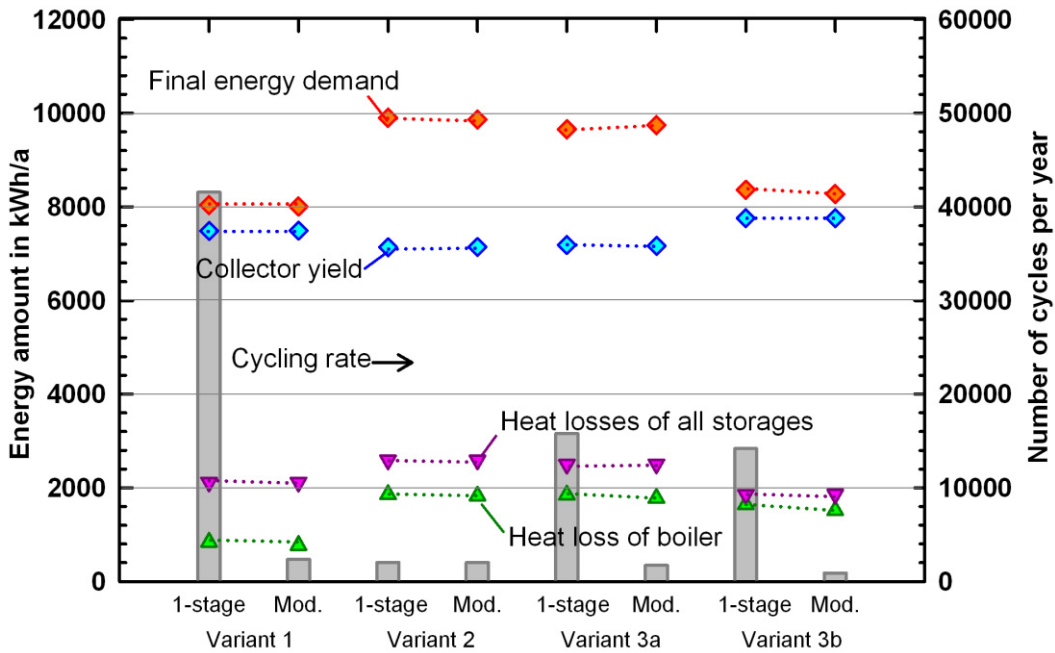 Energy amount in kWh/a
12000
10000
8000
6000
4000
2000
0
Final energy demand
Collector yield
Cycling rate
Heat losses of all storages
Heat loss of boiler
60000
50000
40000
30000
20000
10000
0
Number of cycles per year
1-stage Mod. 1-stage Mod. 1-stage Mod. 1-stage Mod.
Variant 1 Variant 2 Variant 3a Variant 3b